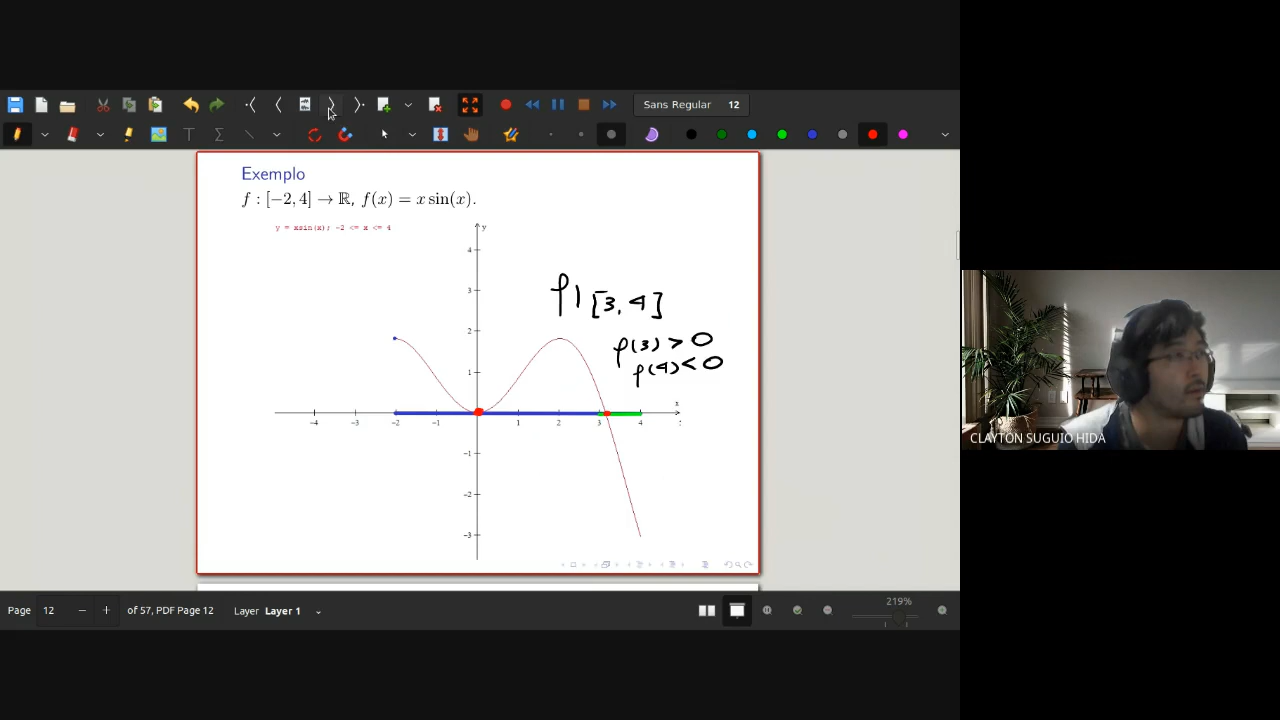 Sans Regular 12
Exemplo
f : [−2, 4] → ℝ, f(x) = x sin(x).
y = xsin(x); -2 <= x <= 4
y
4
3
2
1
-1
-2
-3
x
-4 -3 -2 -1 1 2 3 4
f|[3, 4]
f(3) > 0
f(4) < 0
CLAYTON SUGUIO HIDA
Page 12 − + of 57, PDF Page 12 Layer Layer 1
219%